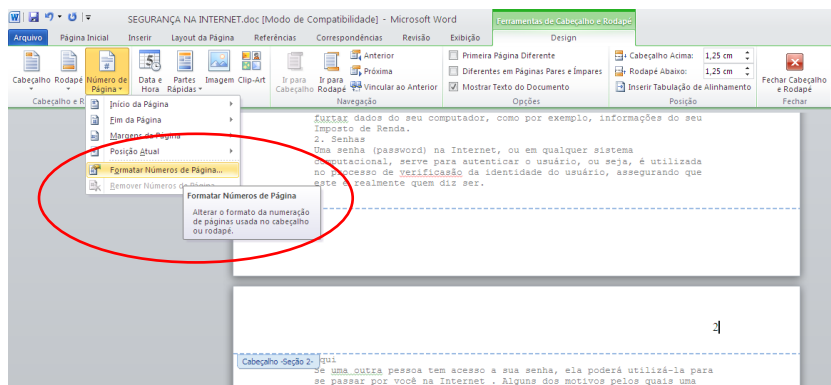 SEGURANÇA NA INTERNET.doc [Modo de Compatibilidade] - Microsoft Word
Ferramentas de Cabeçalho e Rodapé
Arquivo Página Inicial Inserir Layout da Página Referências Correspondências Revisão Exibição Design
Cabeçalho Rodapé Número de Página Data e Hora Partes Rápidas Imagem Clip-Art
Cabeçalho e R
Ir para Cabeçalho Ir para Rodapé
Anterior
Próxima
Vincular ao Anterior
Navegação
Primeira Página Diferente
Diferentes em Páginas Pares e Ímpares
Mostrar Texto do Documento
Opções
Cabeçalho Acima: 1,25 cm
Rodapé Abaixo: 1,25 cm
Inserir Tabulação de Alinhamento
Posição
Fechar Cabeçalho e Rodapé
Fechar
Início da Página
Fim da Página
Margens da Página
Posição Atual
Formatar Números de Página...
Remover Números de Página
Formatar Números de Página
Alterar o formato da numeração
de páginas usada no cabeçalho
ou rodapé.
furtar dados do seu computador, como por exemplo, informações do seu
Imposto de Renda.
2. Senhas
Uma senha (password) na Internet, ou em qualquer sistema
computacional, serve para autenticar o usuário, ou seja, é utilizada
no processo de verificasão da identidade do usuário, assegurando que
este é realmente quem diz ser.
2
Cabeçalho -Seção 2-
qui
Se uma outra pessoa tem acesso a sua senha, ela poderá utilizá-la para
se passar por você na Internet . Alguns dos motivos pelos quais uma